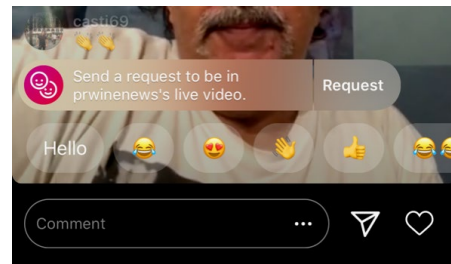 casti69
👏👏
Send a request to be in
prwinenews's live video.
Request
Hello 😂 😍 👋 👍 😂
Comment